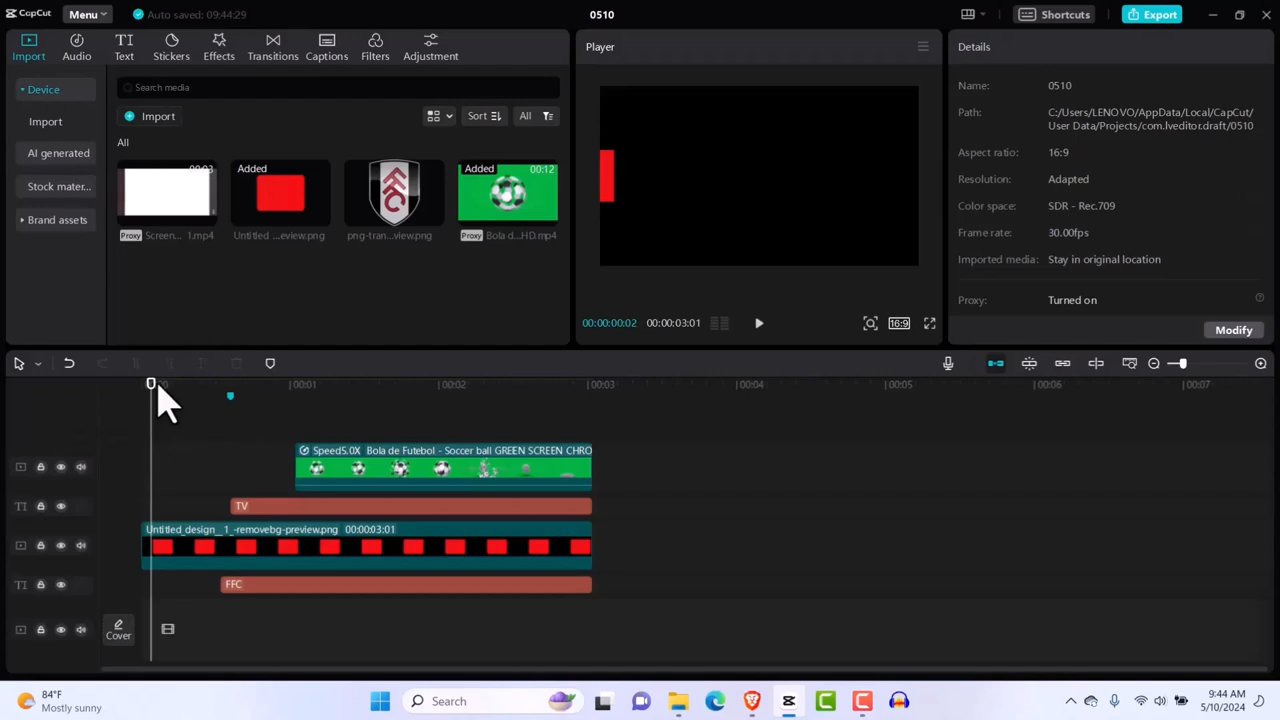 CapCut
Menu
Auto saved: 09:44:29
0510
Shortcuts
Export
Import
Audio
Text
Stickers
Effects
Transitions
Captions
Filters
Adjustment
Device
Import
AI generated
Stock mater...
Brand assets
Search media
Import
Sort
All
All
00:03
Added
Added
00:12
Proxy
Screen... 1.mp4
Untitled ...eview.png
png-tran...view.png
Proxy
Bola d...HD.mp4
FFC
Player
00:00:00:02
00:00:03:01
16:9
Details
Name:
0510
Path:
C:/Users/LENOVO/AppData/Local/CapCut/
User Data/Projects/com.lveditor.draft/0510
Aspect ratio:
16:9
Resolution:
Adapted
Color space:
SDR - Rec.709
Frame rate:
30.00fps
Imported media:
Stay in original location
Proxy:
Turned on
Modify
00:01
00:02
00:03
00:04
00:05
00:06
00:07
Speed5.0X
Bola de Futebol - Soccer ball GREEN SCREEN CHRO
TV
Untitled_design__1_-removebg-preview.png
00:00:03:01
FFC
Cover
84°F
Mostly sunny
Search
9:44 AM
5/10/2024